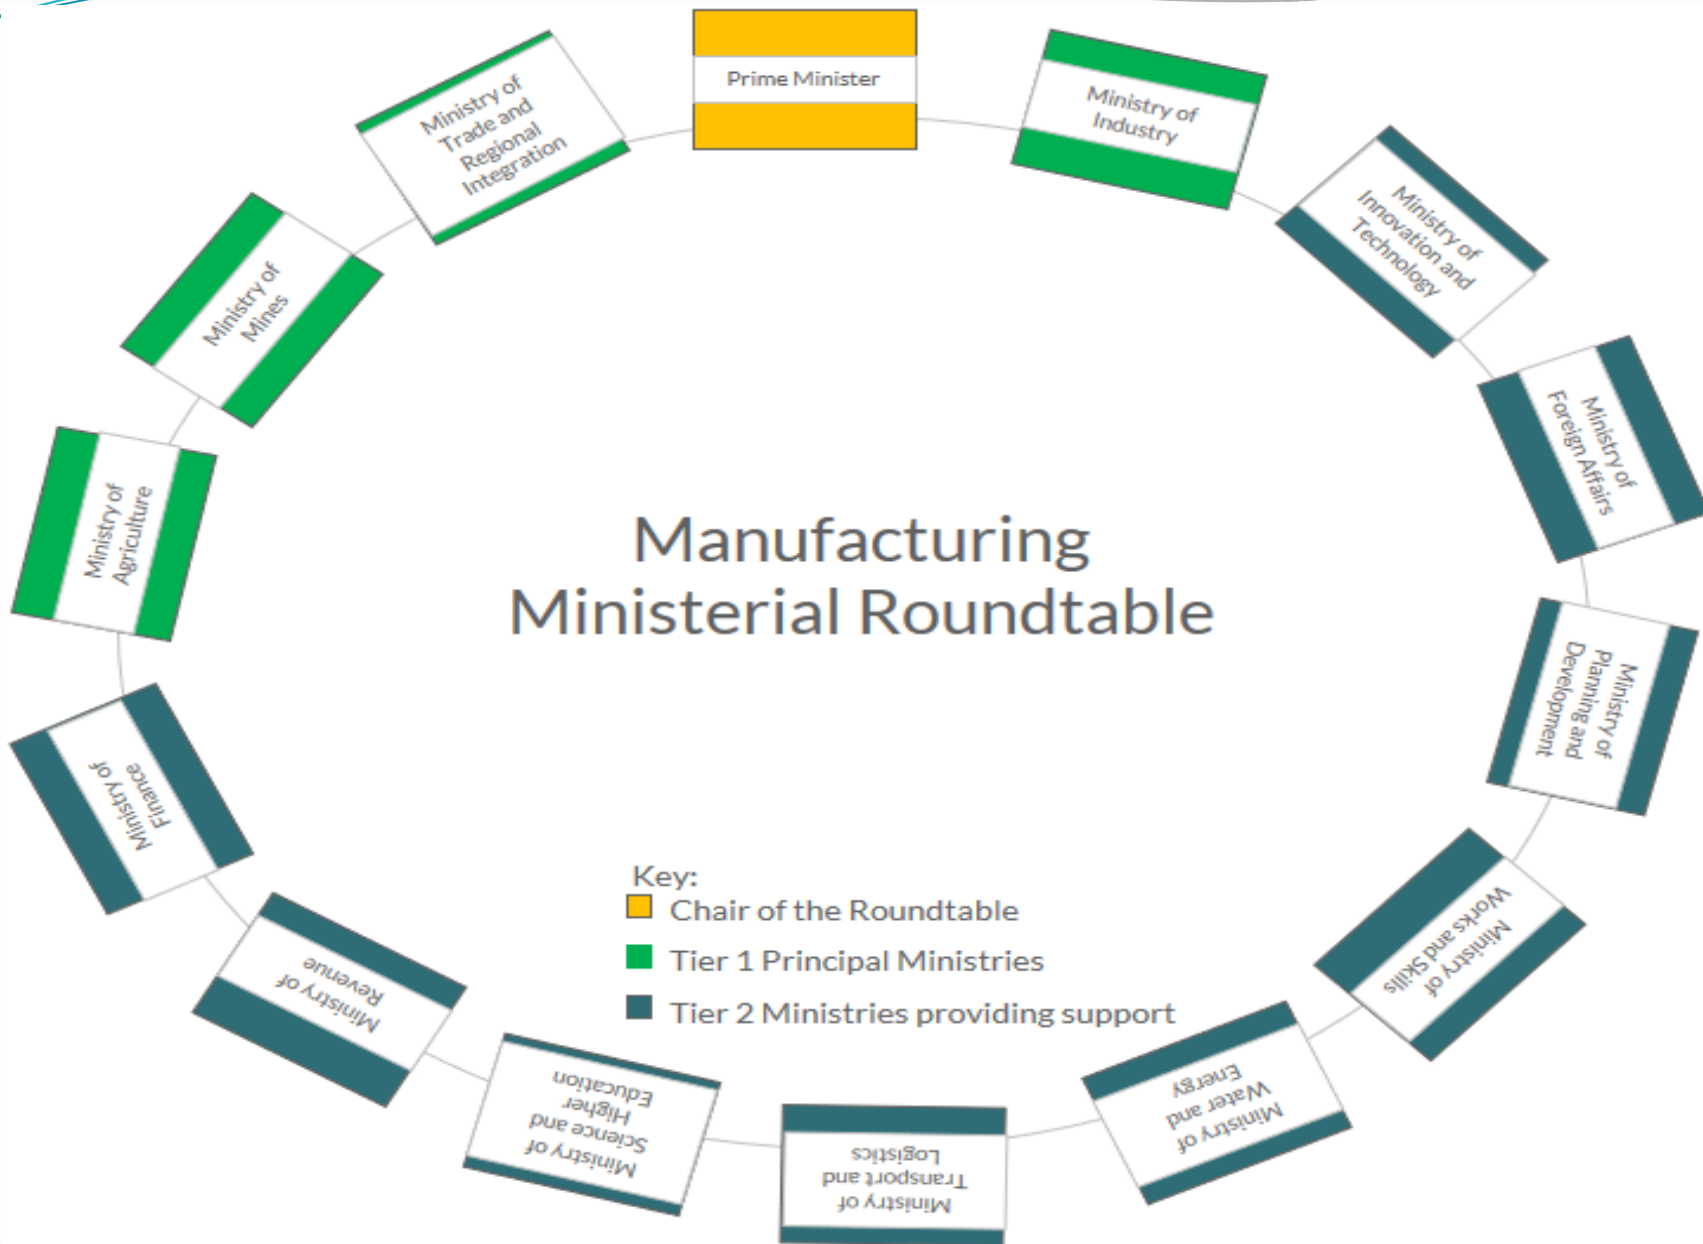 Prime Minister
Ministry of
Industry
Ministry of
Innovation and
Technology
Ministry of
Foreign Affairs
Ministry of
Planning and
Development
Ministry of
Works and Skills
Ministry of
Water and
Energy
Ministry of
Transport and
Logistics
Ministry of
Science and
Higher
Education
Ministry of
Revenue
Ministry of
Finance
Ministry of
Agriculture
Ministry of
Mines
Ministry of
Trade and
Regional
Integration
Manufacturing
Ministerial Roundtable
Key:
Chair of the Roundtable
Tier 1 Principal Ministries
Tier 2 Ministries providing support